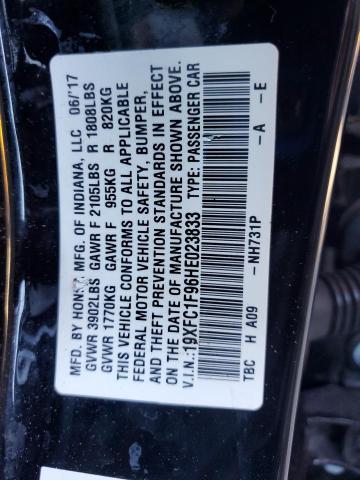 MFD. BY HONDA MFG. OF INDIANA, LLC 06/'17
GVWR 3902LBS GAWR F 2105LBS R 1808LBS
GVWR 1770KG GAWR F 955KG R 820KG
THIS VEHICLE CONFORMS TO ALL APPLICABLE
FEDERAL MOTOR VEHICLE SAFETY, BUMPER,
AND THEFT PREVENTION STANDARDS IN EFFECT
ON THE DATE OF MANUFACTURE SHOWN ABOVE.
V.I.N.:19XFC1F96HE023833 TYPE: PASSENGER CAR
TBC H A09 -NH731P -A -E